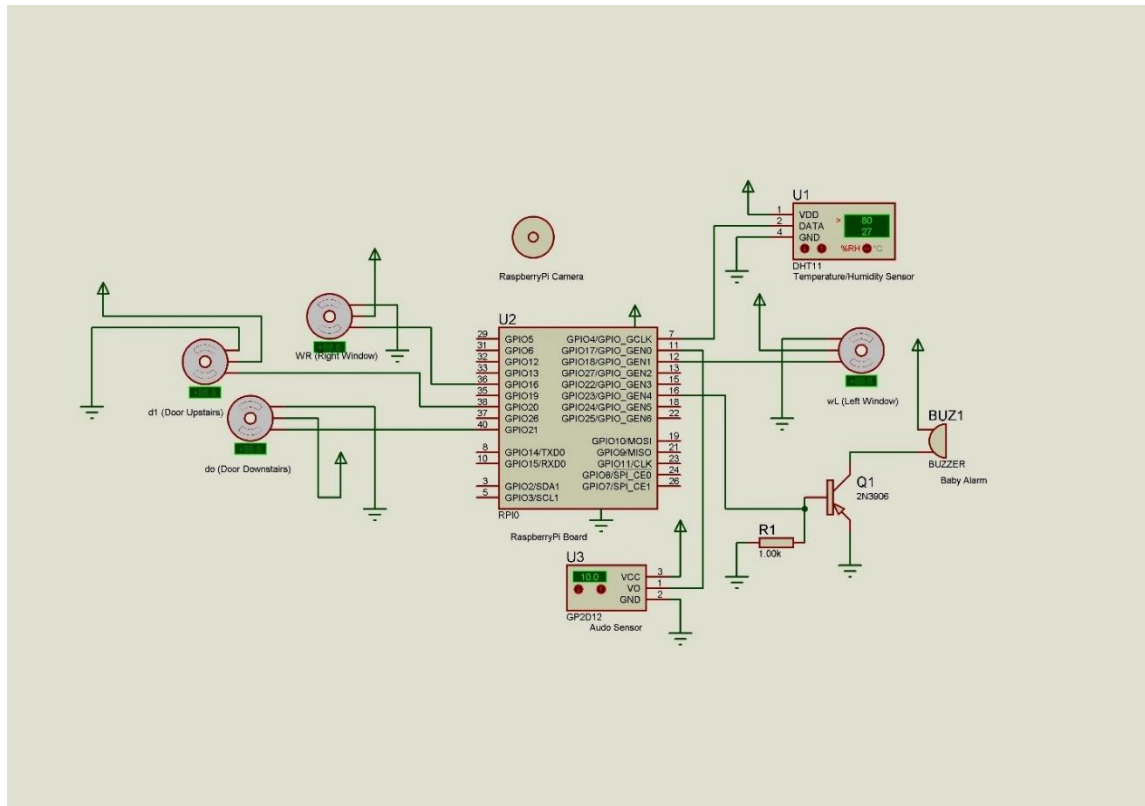 U1
1 VDD
2 DATA
4 GND
> 80
27
%RH °C
DHT11
Temperature/Humidity Sensor
RaspberryPi Camera
WR (Right Window)
d1 (Door Upstairs)
do (Door Downstairs)
U2
29 GPIO5
31 GPIO6
32 GPIO12
33 GPIO13
36 GPIO16
35 GPIO19
38 GPIO20
37 GPIO26
40 GPIO21
8 GPIO14/TXD0
10 GPIO15/RXD0
3 GPIO2/SDA1
5 GPIO3/SCL1
GPIO4/GPIO_GCLK 7
GPIO17/GPIO_GEN0 11
GPIO18/GPIO_GEN1 12
GPIO27/GPIO_GEN2 13
GPIO22/GPIO_GEN3 15
GPIO23/GPIO_GEN4 16
GPIO24/GPIO_GEN5 18
GPIO25/GPIO_GEN6 22
GPIO10/MOSI 19
GPIO9/MISO 21
GPIO11/CLK 23
GPIO8/SPI_CE0 24
GPIO7/SPI_CE1 26
RPI0
RaspberryPi Board
wL (Left Window)
BUZ1
BUZZER
Baby Alarm
Q1
2N3906
R1
1.00k
U3
10.0
VCC 3
VO 1
GND 2
GP2D12
Audo Sensor